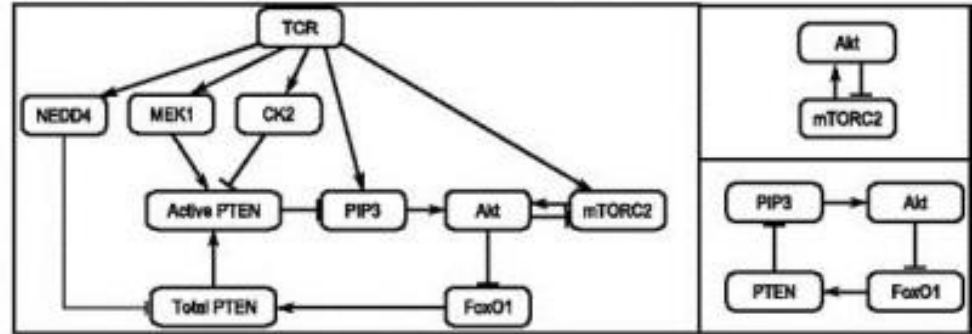 TCR
NEDD4
MEK1
CK2
Active PTEN
PIP3
Akt
mTORC2
Total PTEN
FoxO1
Akt
mTORC2
PIP3
Akt
PTEN
FoxO1